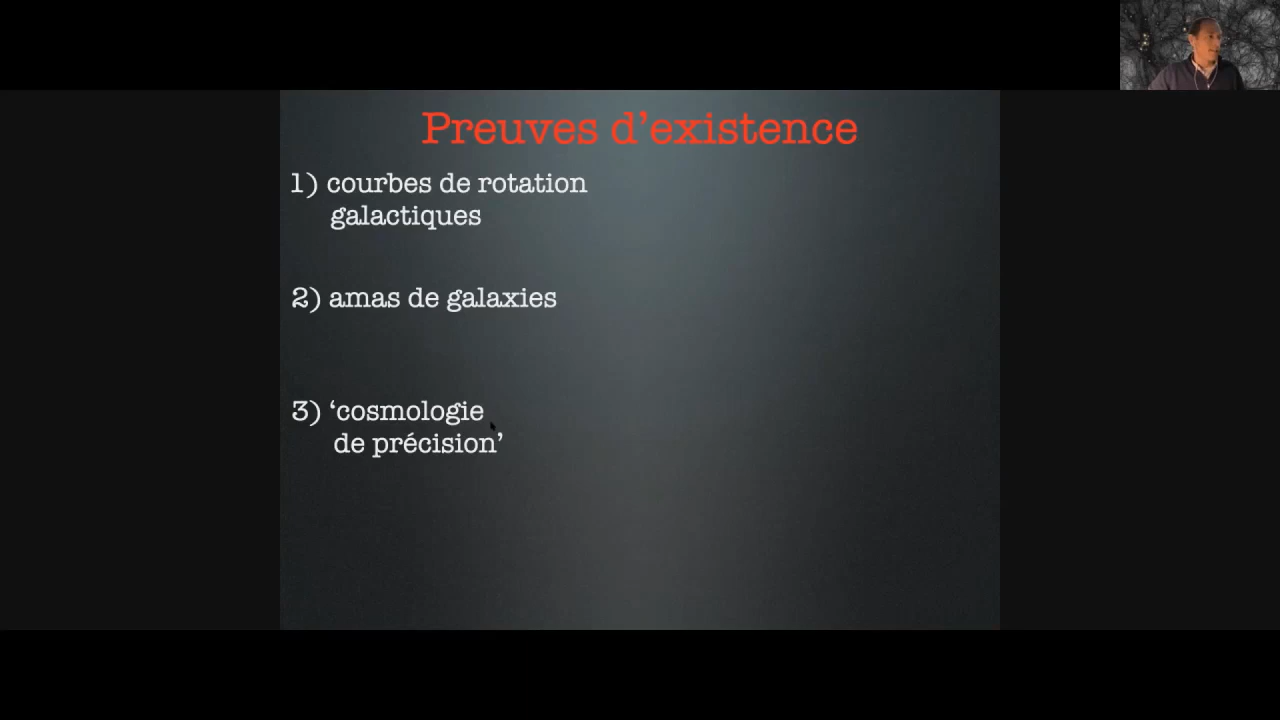 Preuves d’existence
1) courbes de rotation
galactiques
2) amas de galaxies
3) ‘cosmologie
de précision’